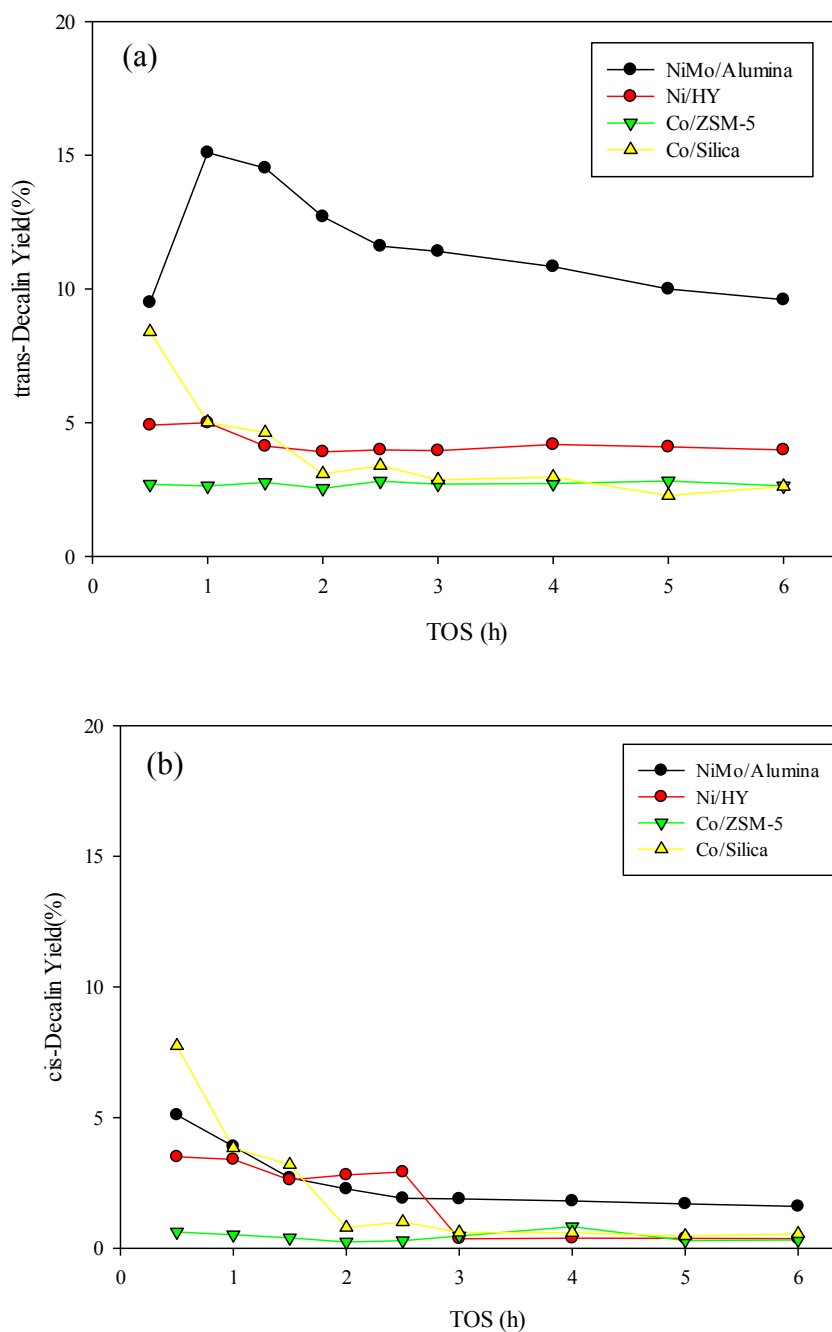 (a)
NiMo/Alumina
Ni/HY
Co/ZSM-5
Co/Silica
20
15
10
5
0
trans-Decalin Yield(%)
0 1 2 3 4 5 6
TOS (h)
(b)
NiMo/Alumina
Ni/HY
Co/ZSM-5
Co/Silica
20
15
10
5
0
cis-Decalin Yield(%)
0 1 2 3 4 5 6
TOS (h)